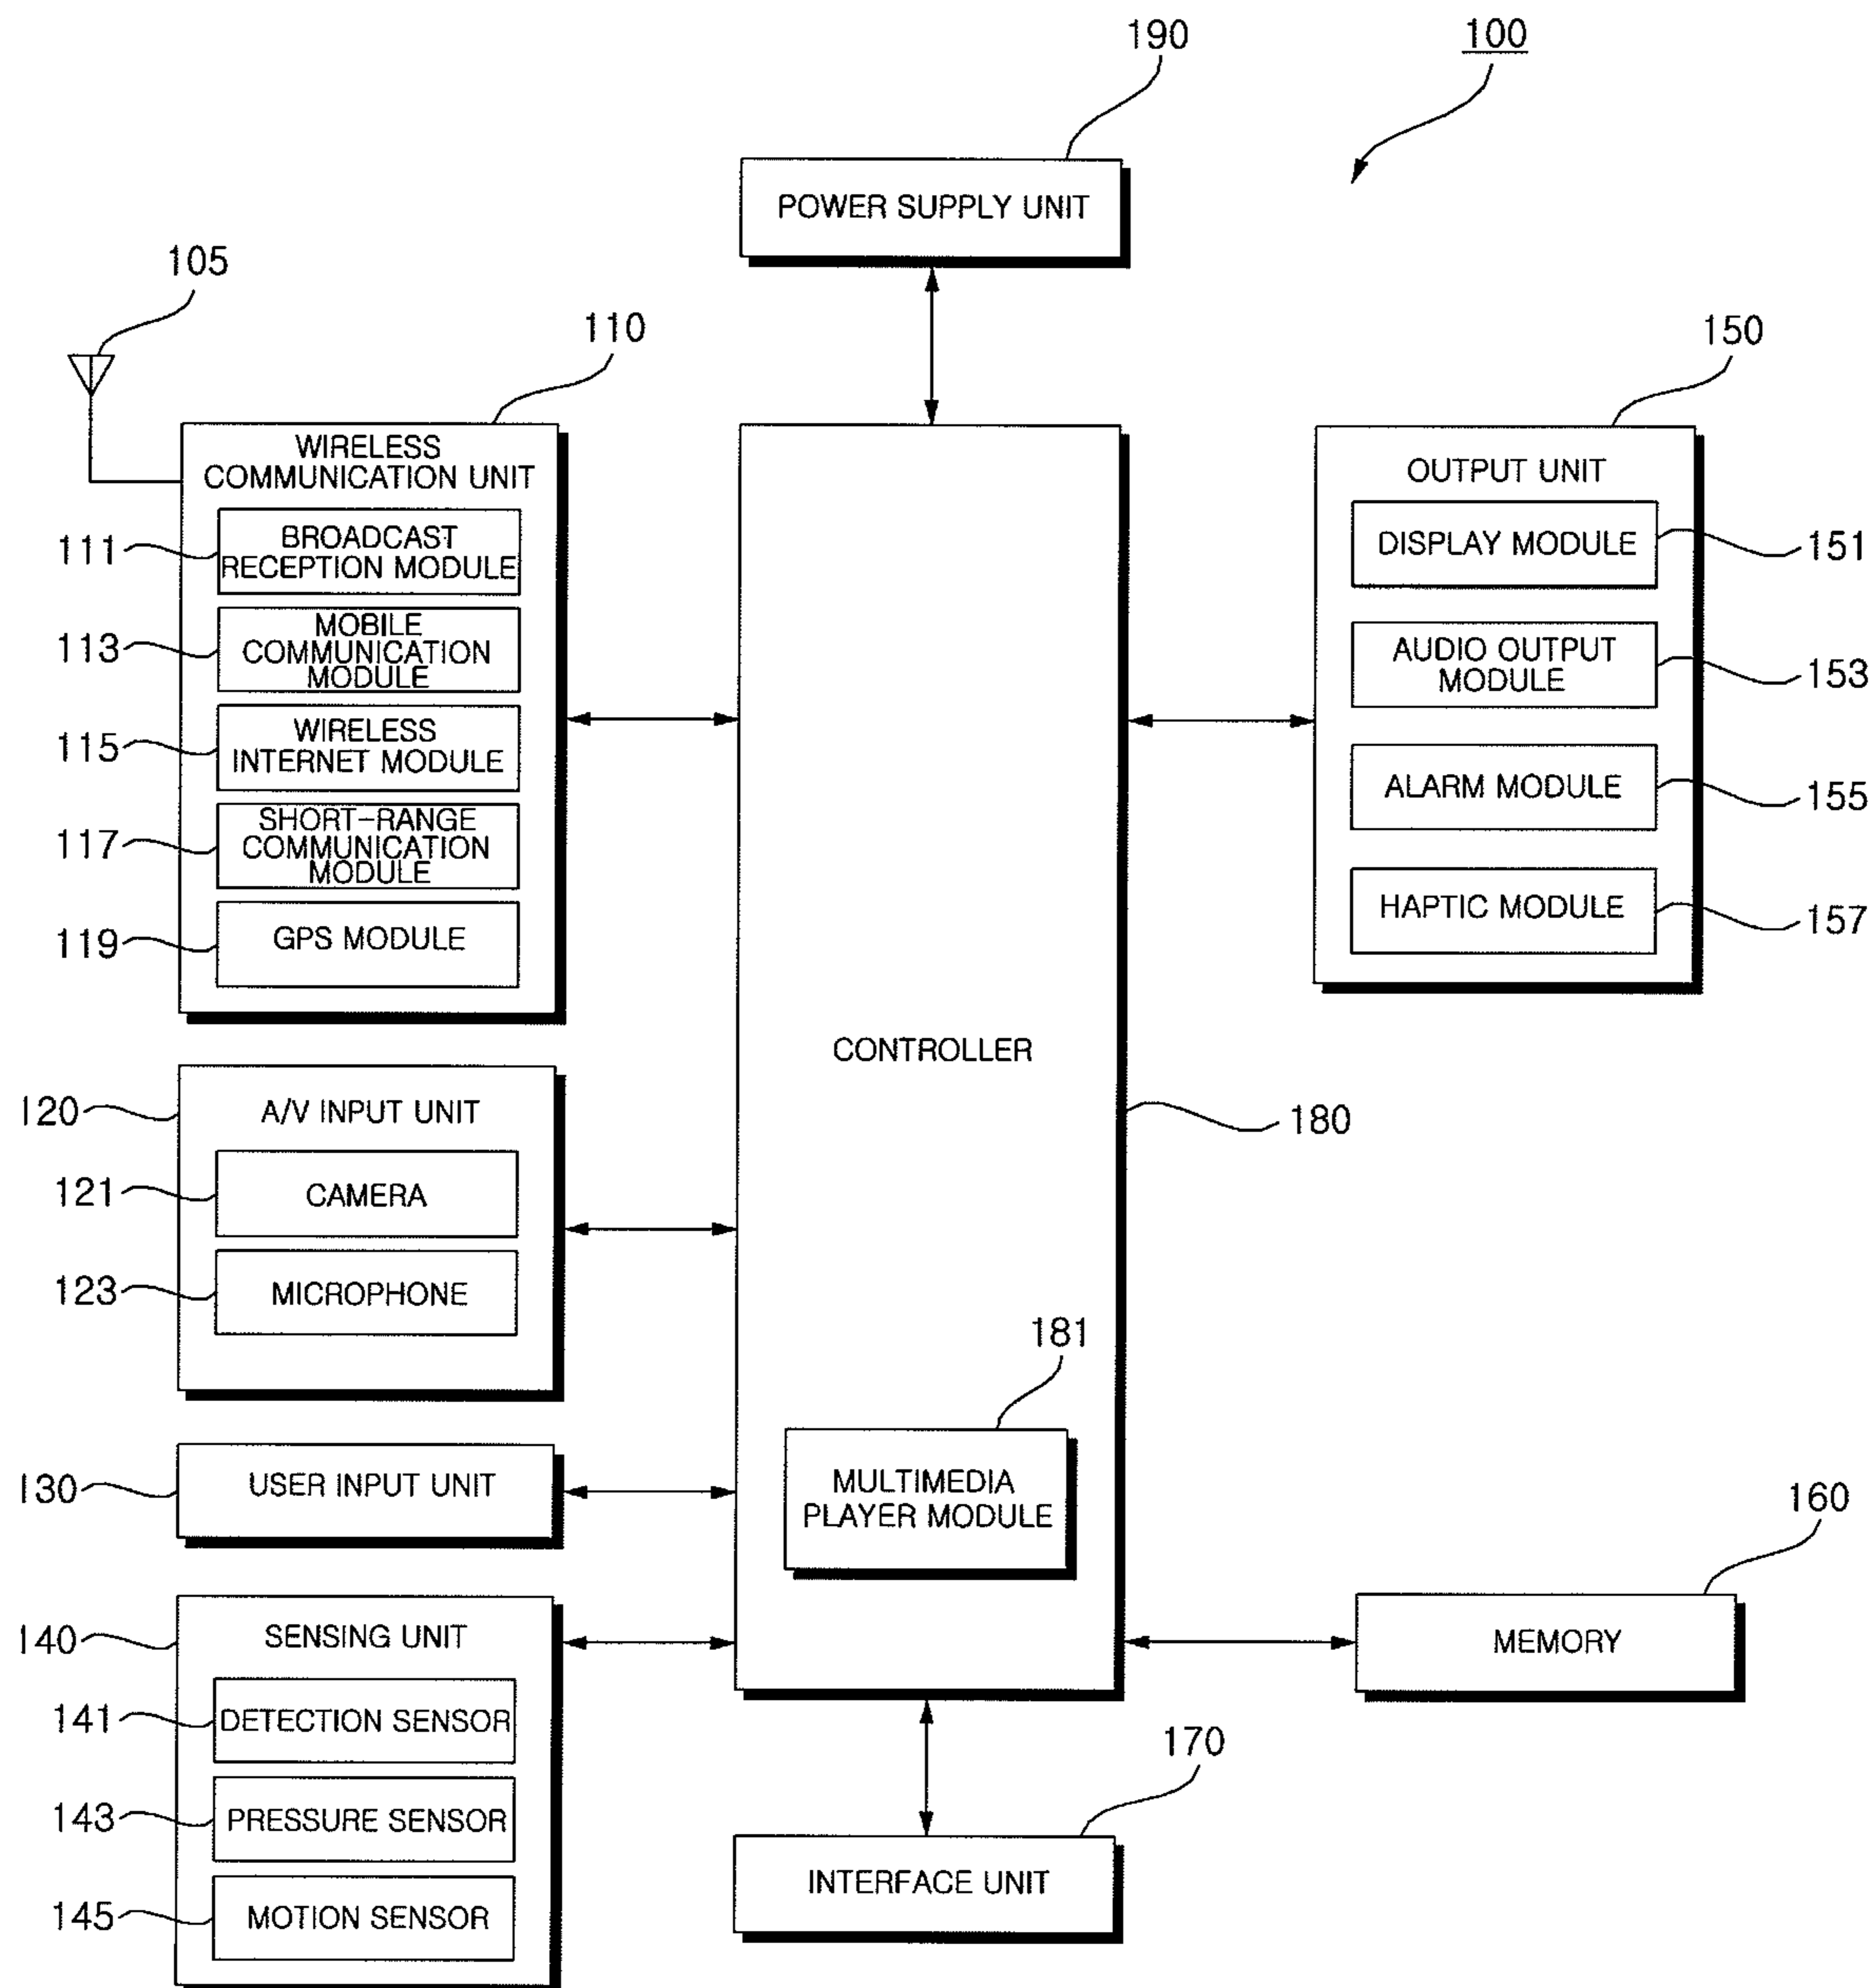 190
100
POWER SUPPLY UNIT
105
110
150
WIRELESS
COMMUNICATION UNIT
111
BROADCAST
RECEPTION MODULE
113
MOBILE
COMMUNICATION
MODULE
115
WIRELESS
INTERNET MODULE
117
SHORT-RANGE
COMMUNICATION
MODULE
119
GPS MODULE
OUTPUT UNIT
DISPLAY MODULE
151
AUDIO OUTPUT
MODULE
153
ALARM MODULE
155
HAPTIC MODULE
157
CONTROLLER
180
120
A/V INPUT UNIT
121
CAMERA
123
MICROPHONE
181
MULTIMEDIA
PLAYER MODULE
130
USER INPUT UNIT
160
MEMORY
140
SENSING UNIT
141
DETECTION SENSOR
143
PRESSURE SENSOR
145
MOTION SENSOR
170
INTERFACE UNIT